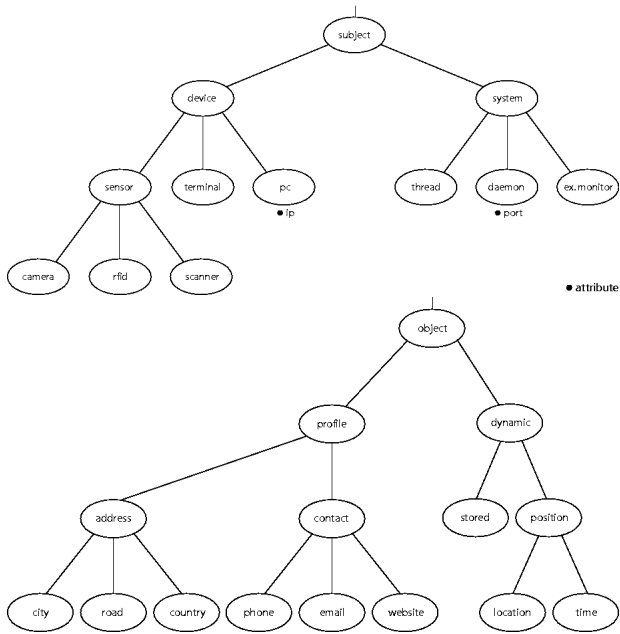 subject
device
system
sensor
terminal
pc
thread
daemon
ex.monitor
● ip
● port
camera
rfid
scanner
● attribute
object
profile
dynamic
address
contact
stored
position
city
road
country
phone
email
website
location
time